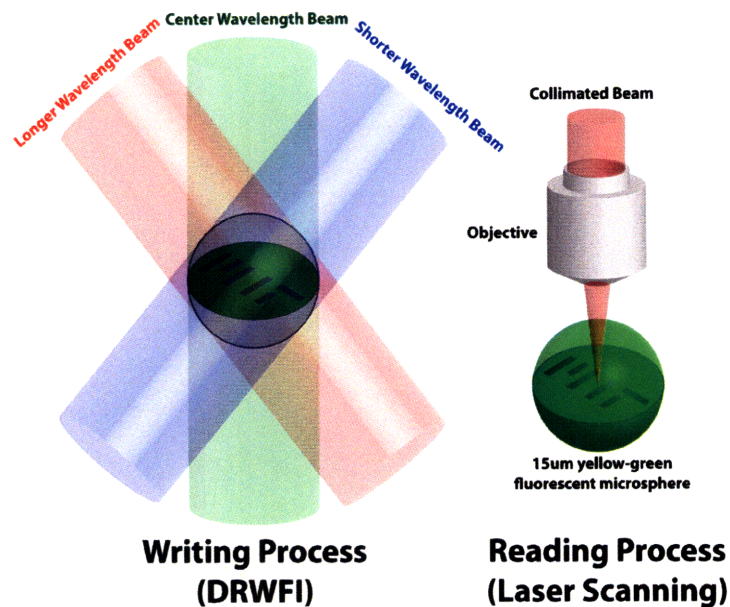 Center Wavelength Beam
Longer Wavelength Beam
Shorter Wavelength Beam
Collimated Beam
Objective
MIT
15um yellow-green
fluorescent microsphere
Writing Process
(DRWFI)
Reading Process
(Laser Scanning)